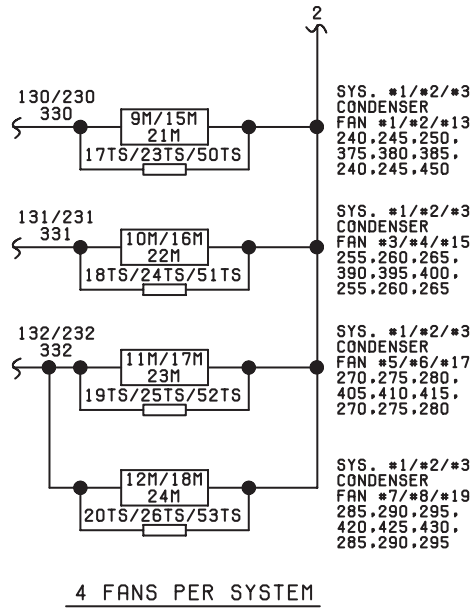 2
130/230
330
9M/15M
21M
17TS/23TS/50TS
SYS. #1/#2/#3
CONDENSER
FAN #1/#2/#13
240,245,250,
375,380,385,
240,245,450
131/231
331
10M/16M
22M
18TS/24TS/51TS
SYS. #1/#2/#3
CONDENSER
FAN #3/#4/#15
255,260,265,
390,395,400,
255,260,265
132/232
332
11M/17M
23M
19TS/25TS/52TS
SYS. #1/#2/#3
CONDENSER
FAN #5/#6/#17
270,275,280,
405,410,415,
270,275,280
12M/18M
24M
20TS/26TS/53TS
SYS. #1/#2/#3
CONDENSER
FAN #7/#8/#19
285,290,295,
420,425,430,
285,290,295
4 FANS PER SYSTEM